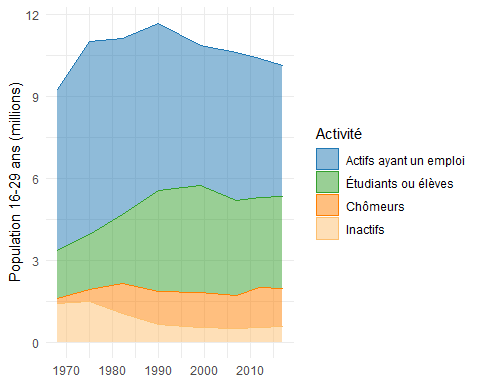 12
9
6
3
0
Population 16-29 ans (millions)
1970 1980 1990 2000 2010
Activité
Actifs ayant un emploi
Étudiants ou élèves
Chômeurs
Inactifs